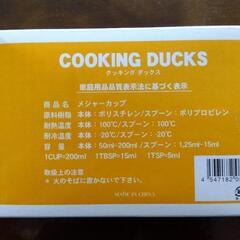 COOKING DUCKS
クッキング ダックス
家庭用品品質表示法に基づく表示
商品名：メジャーカップ
原料樹脂：本体：ポリスチレン/スプーン：ポリプロピレン
耐熱温度：本体：100℃/スプーン：100℃
耐冷温度：本体：-20℃/スプーン：-20℃
容量：本体：50ml-200ml/スプーン：1.25ml-15ml
1CUP=200ml 1TBSP=15ml 1TSP=5ml
取扱上の
＊火のそばに置かないで下さい。
MADE IN CHINA
4 547182 0